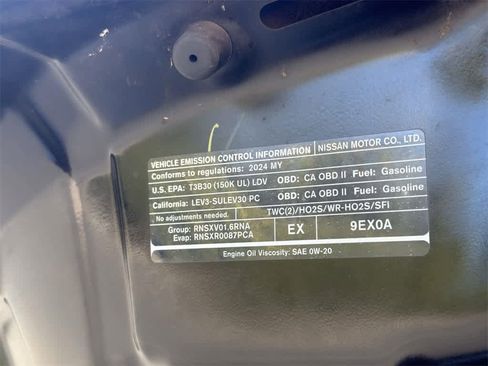 VEHICLE EMISSION CONTROL INFORMATION NISSAN MOTOR CO., LTD.
Conforms to regulations: 2024 MY
U.S. EPA: T3B30 (150K UL) LDV OBD: CA OBD II Fuel: Gasoline
California: LEV3-SULEV30 PC OBD: CA OBD II Fuel: Gasoline
No adjustments needed. TWC(2)/HO2S/WR-HO2S/SFI
Group: RNSXV01.6RNA
Evap: RNSXR0087PCA
EX 9EX0A
Engine Oil Viscosity: SAE 0W-20